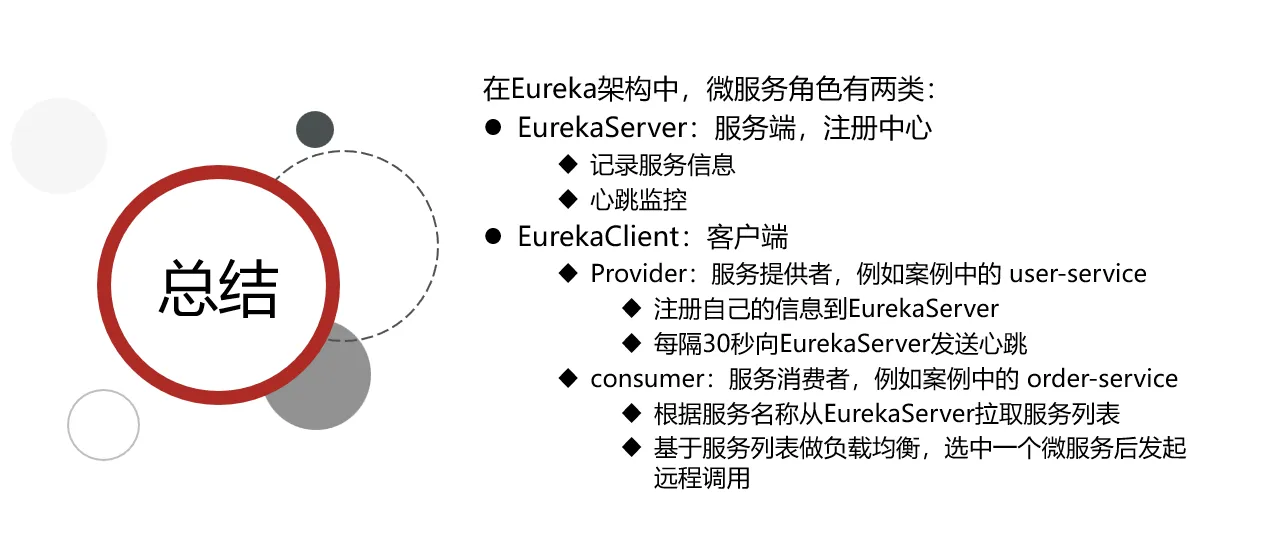 总结
在Eureka架构中，微服务角色有两类：
● EurekaServer：服务端，注册中心
◆ 记录服务信息
◆ 心跳监控
● EurekaClient：客户端
◆ Provider：服务提供者，例如案例中的 user-service
◆ 注册自己的信息到EurekaServer
◆ 每隔30秒向EurekaServer发送心跳
◆ consumer：服务消费者，例如案例中的 order-service
◆ 根据服务名称从EurekaServer拉取服务列表
◆ 基于服务列表做负载均衡，选中一个微服务后发起
远程调用